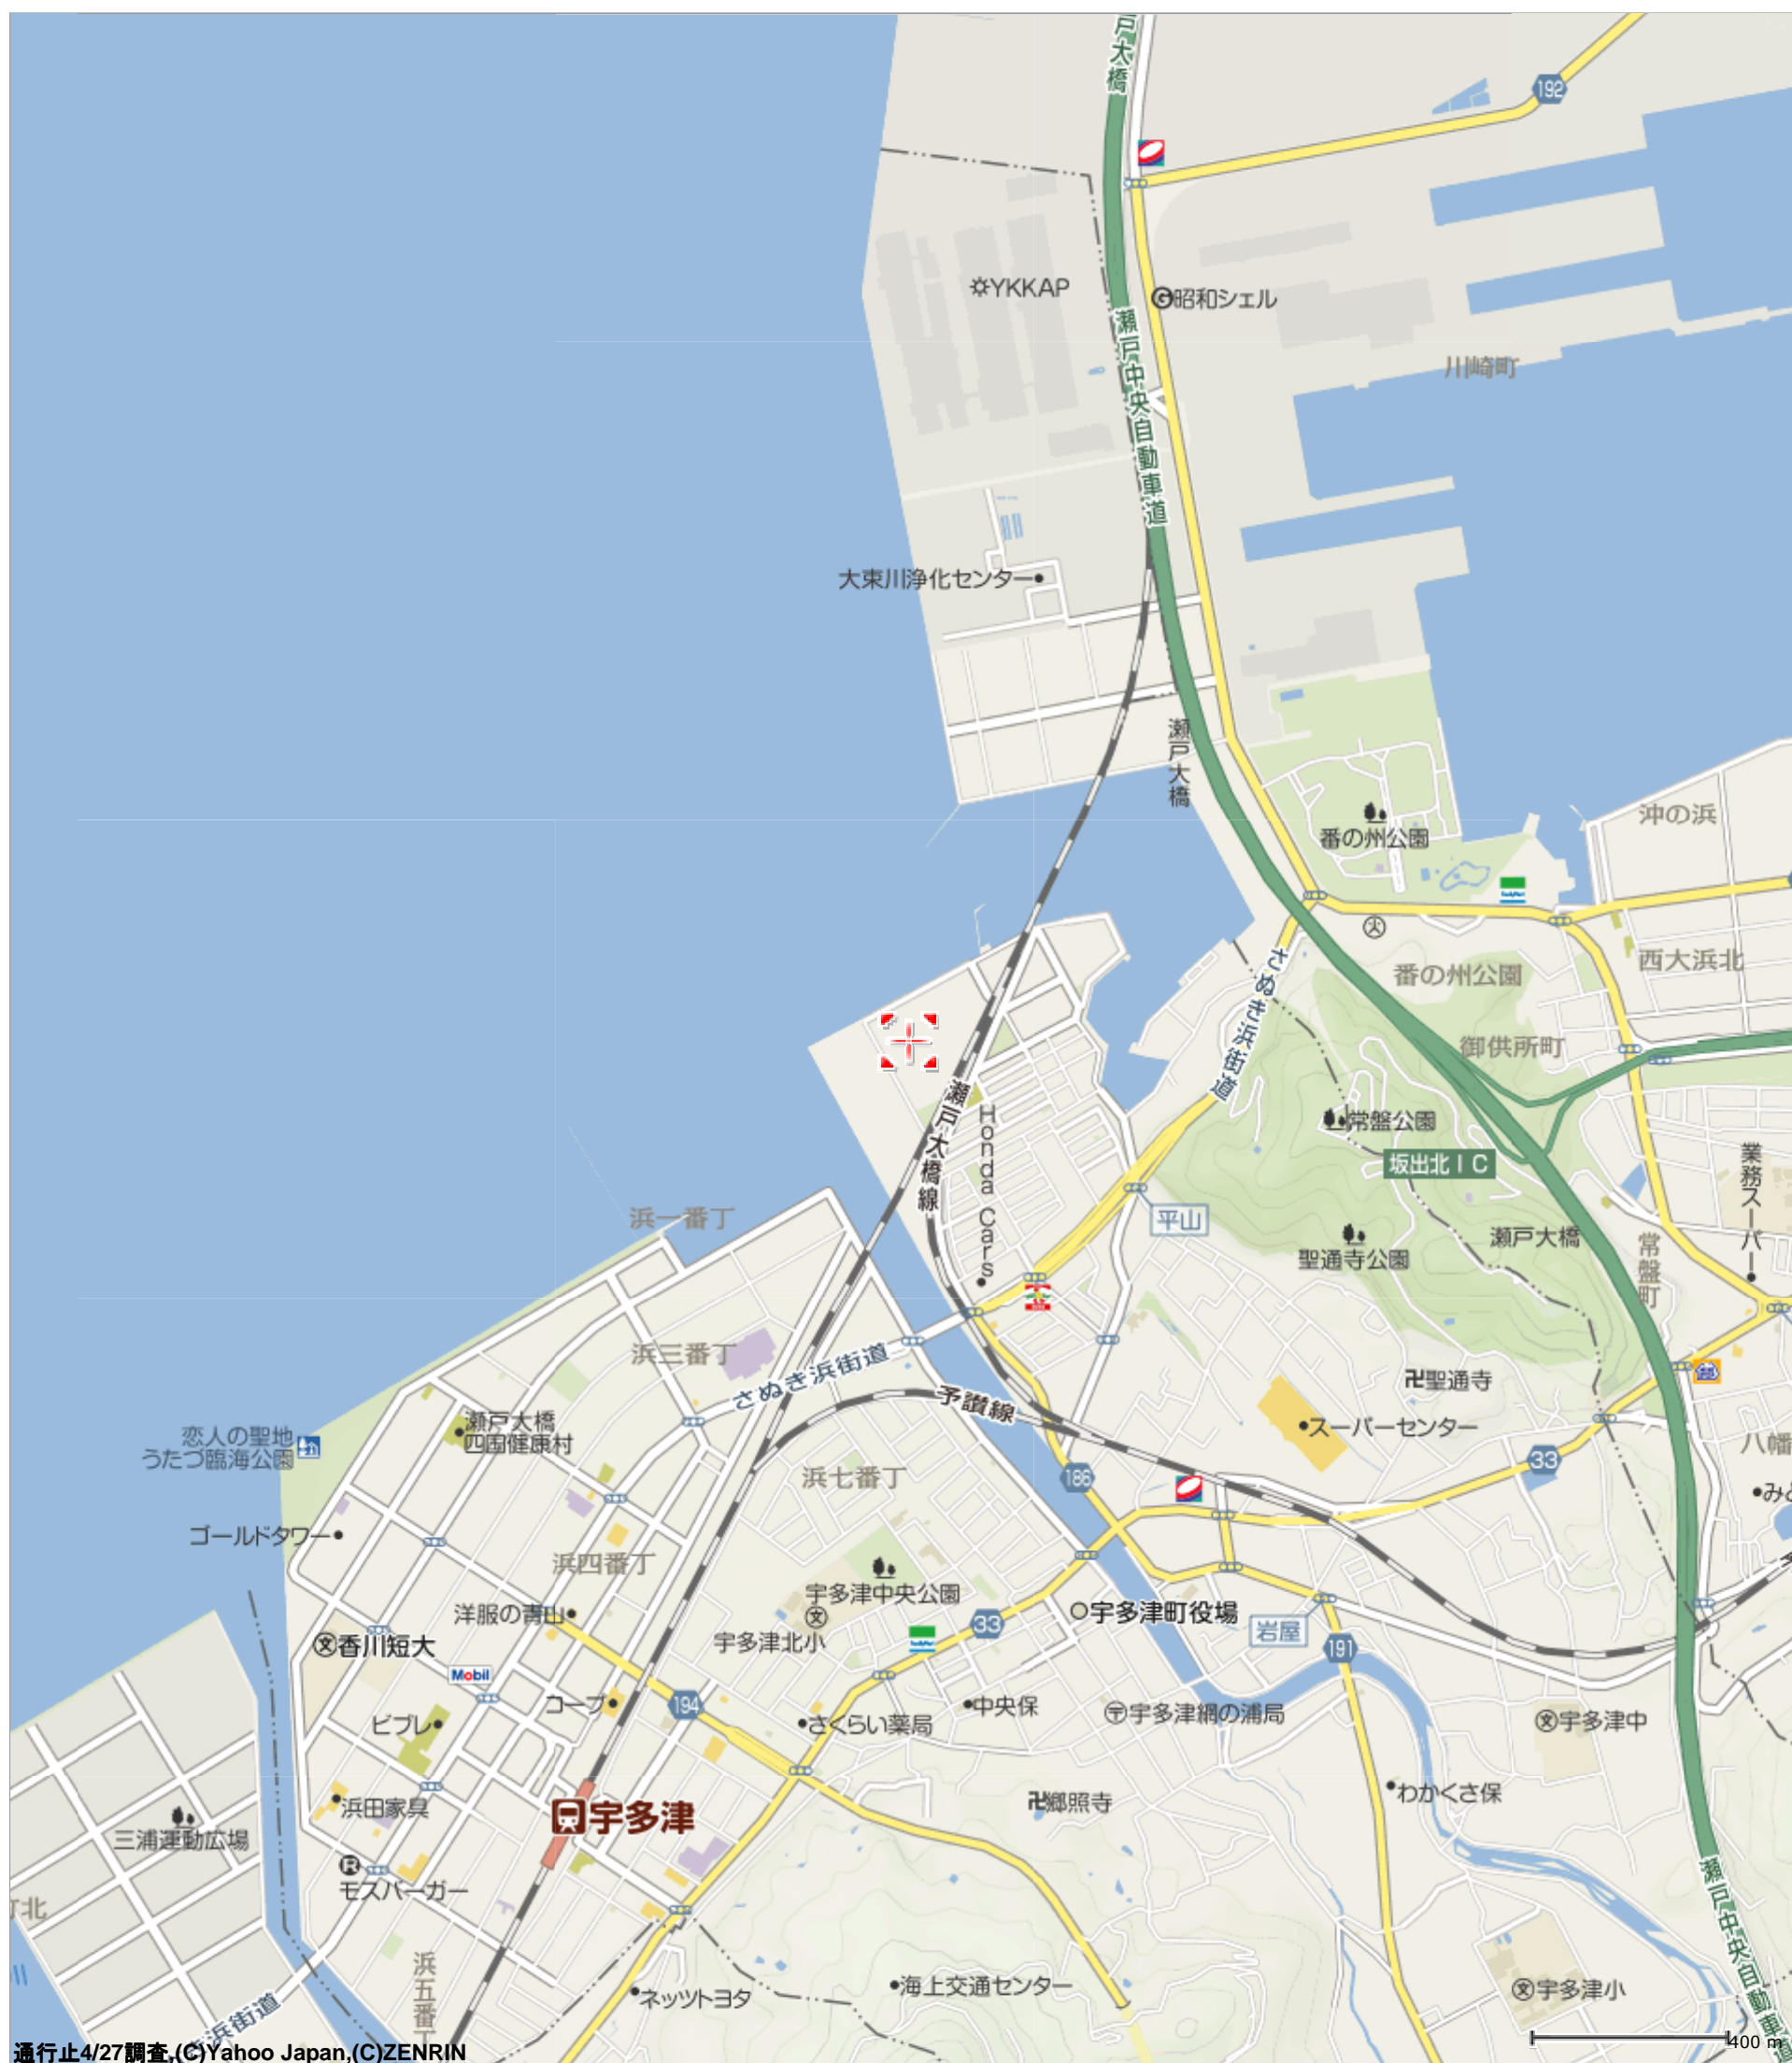 戸大橋
192
YKKAP
昭和シェル
瀬戸中央自動車道
川崎町
大束川浄化センター
瀬戸大橋
沖の浜
番の州公園
火
さぬき浜街道
番の州公園
西大浜北
御供所町
瀬戸大橋線
Honda Cars
常盤公園
坂出北IC
業務スーパー
浜一番丁
平山
瀬戸大橋
聖通寺公園
常盤町
浜三番丁
さぬき浜街道
予讃線
卍聖通寺
瀬戸大橋
四国健康村
恋人の聖地
うたづ臨海公園
スーパーセンター
八幡
33
浜七番丁
186
みど
ゴールドタワー
浜四番丁
宇多津中央公園
洋服の青山
文
33
宇多津町役場
岩屋
文香川短大
宇多津北小
191
Mobil
コープ
194
中央保
〒宇多津網の浦局
文宇多津中
ビブレ
さくらい薬局
わかくさ保
浜田家具
宇多津
卍郷照寺
三浦運動広場
R
モスバーガー
町北
瀬戸中央自動車
浜五番丁
ネッツトヨタ
海上交通センター
文宇多津小
き浜街道
400 m
通行止4/27調査,(C)Yahoo Japan,(C)ZENRIN